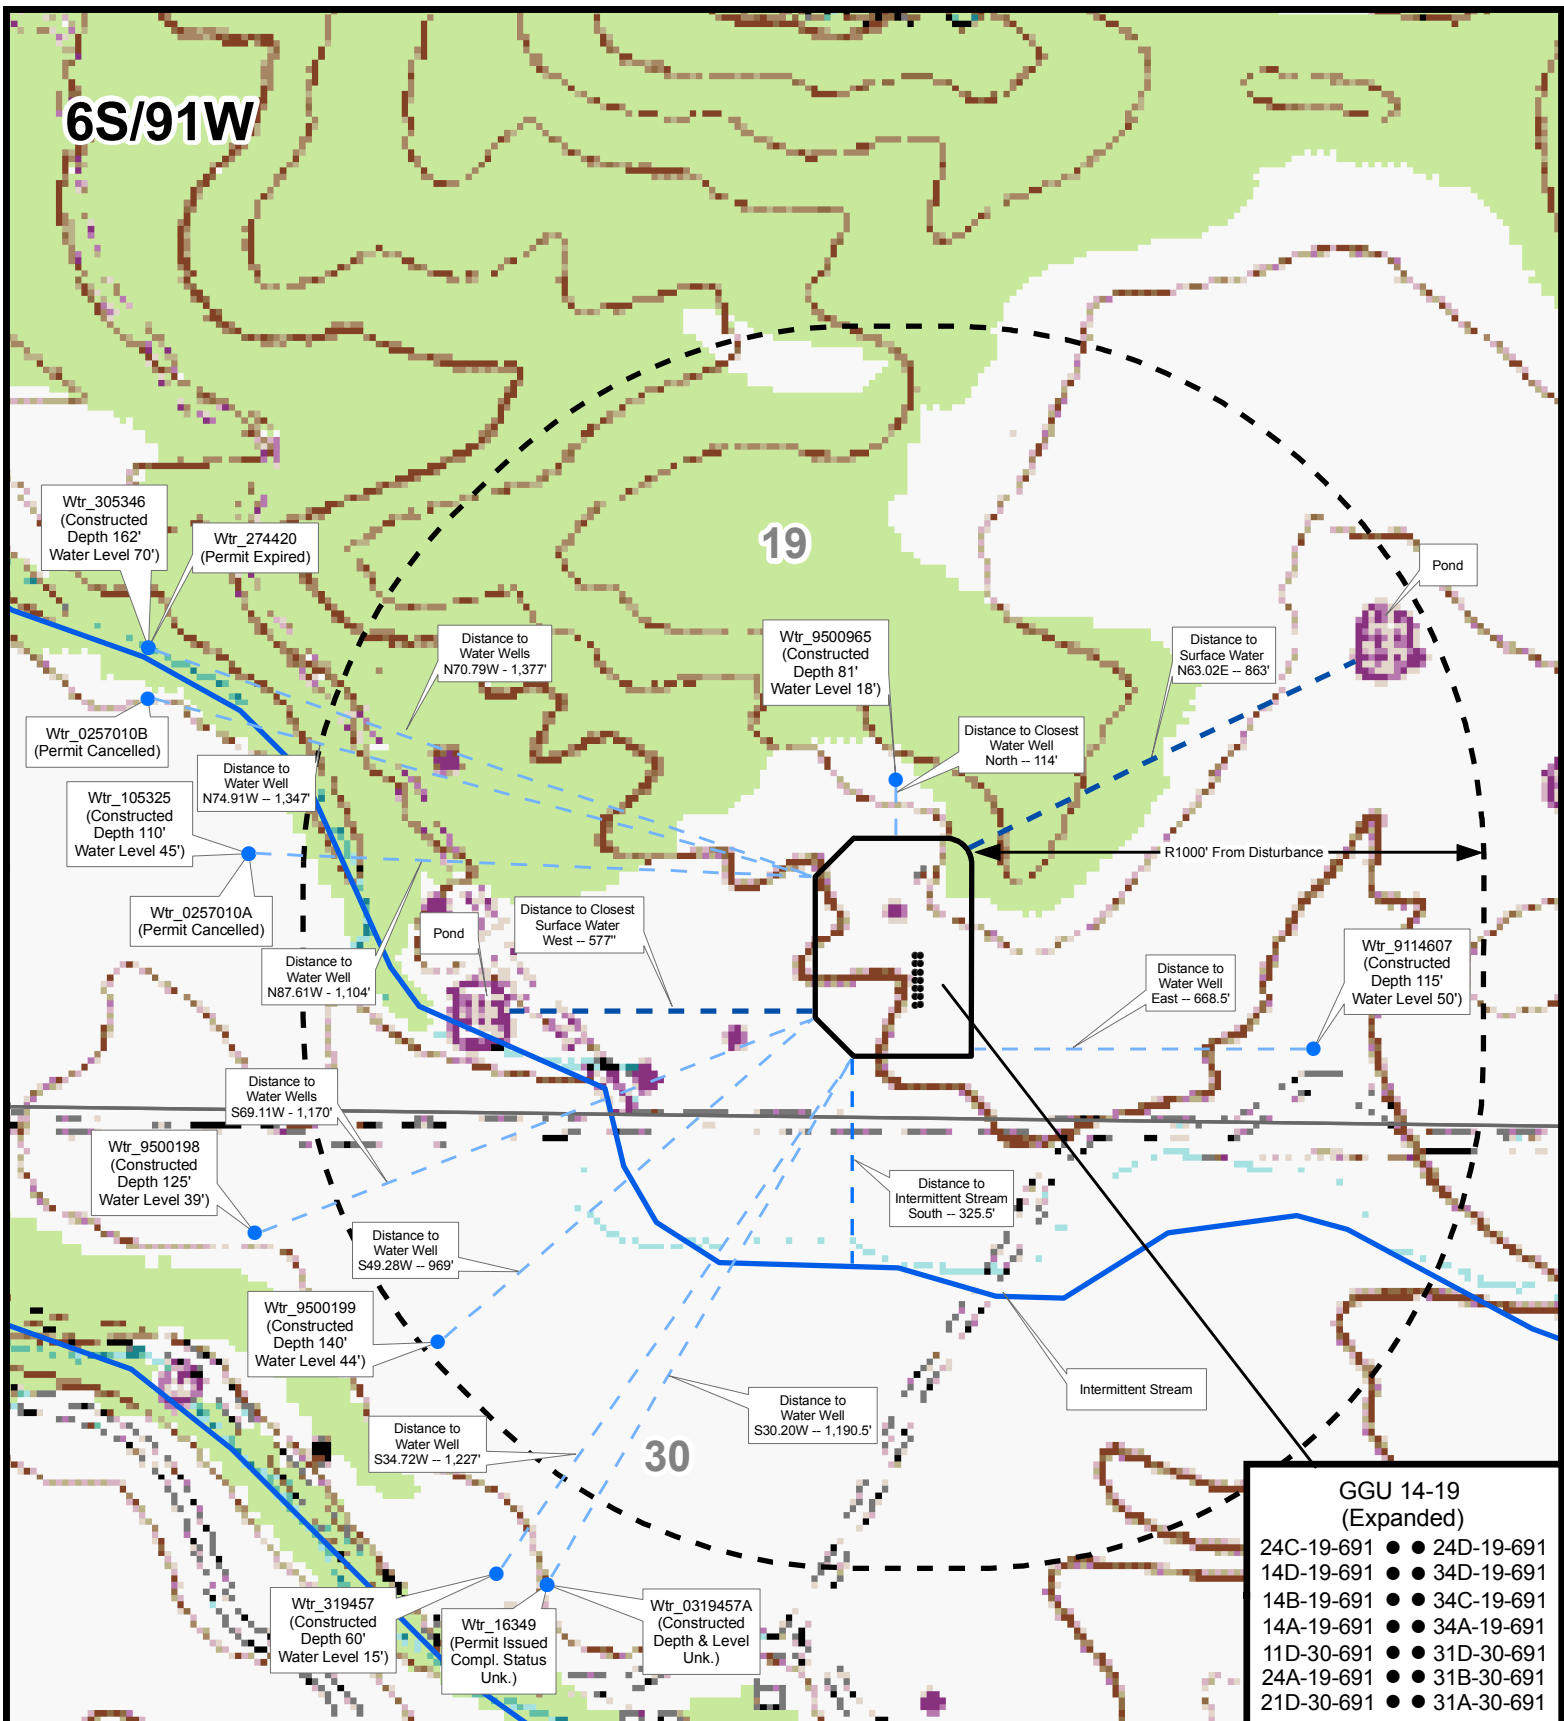 6S/91W
19
Wtr_305346
(Constructed
Depth 162'
Water Level 70')
Wtr_274420
(Permit Expired)
Pond
Distance to
Water Wells
N70.79W - 1,377'
Wtr_9500965
(Constructed
Depth 81'
Water Level 18')
Distance to
Surface Water
N63.02E -- 863'
Wtr_0257010B
(Permit Cancelled)
Distance to Closest
Water Well
North -- 114'
Distance to
Water Well
N74.91W -- 1,347'
Wtr_105325
(Constructed
Depth 110'
Water Level 45')
R1000' From Disturbance
Wtr_0257010A
(Permit Cancelled)
Pond
Distance to Closest
Surface Water
West -- 577"
Distance to
Water Well
N87.61W - 1,104'
Distance to
Water Well
East -- 668.5'
Wtr_9114607
(Constructed
Depth 115'
Water Level 50')
Distance to
Water Wells
S69.11W - 1,170'
Wtr_9500198
(Constructed
Depth 125'
Water Level 39')
Distance to
Intermittent Stream
South -- 325.5'
Distance to
Water Well
S49.28W -- 969'
Wtr_9500199
(Constructed
Depth 140'
Water Level 44')
Intermittent Stream
Distance to
Water Well
S30.20W -- 1,190.5'
Distance to
Water Well
S34.72W -- 1,227'
30
Wtr_319457
(Constructed
Depth 60'
Water Level 15')
Wtr_16349
(Permit Issued
Compl. Status
Unk.)
Wtr_0319457A
(Constructed
Depth & Level
Unk.)
GGU 14-19
(Expanded)
24C-19-691 ● ● 24D-19-691
14D-19-691 ● ● 34D-19-691
14B-19-691 ● ● 34C-19-691
14A-19-691 ● ● 34A-19-691
11D-30-691 ● ● 31D-30-691
24A-19-691 ● ● 31B-30-691
21D-30-691 ● ● 31A-30-691